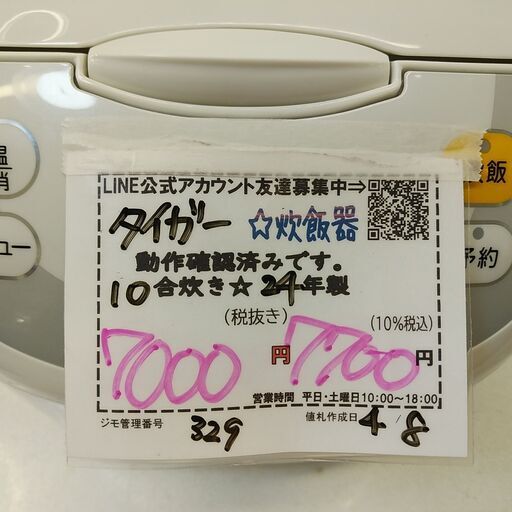 LINE公式アカウント友達募集中⇒
タイガー ☆炊飯器
動作確認済みです。
10合炊き☆24年製
(税抜き) (10%税込)
7000円 7700円
営業時間 平日・土曜日10:00～18:00
ジモ管理番号 329 値札作成日 4/8
消
ュー
飯
予約